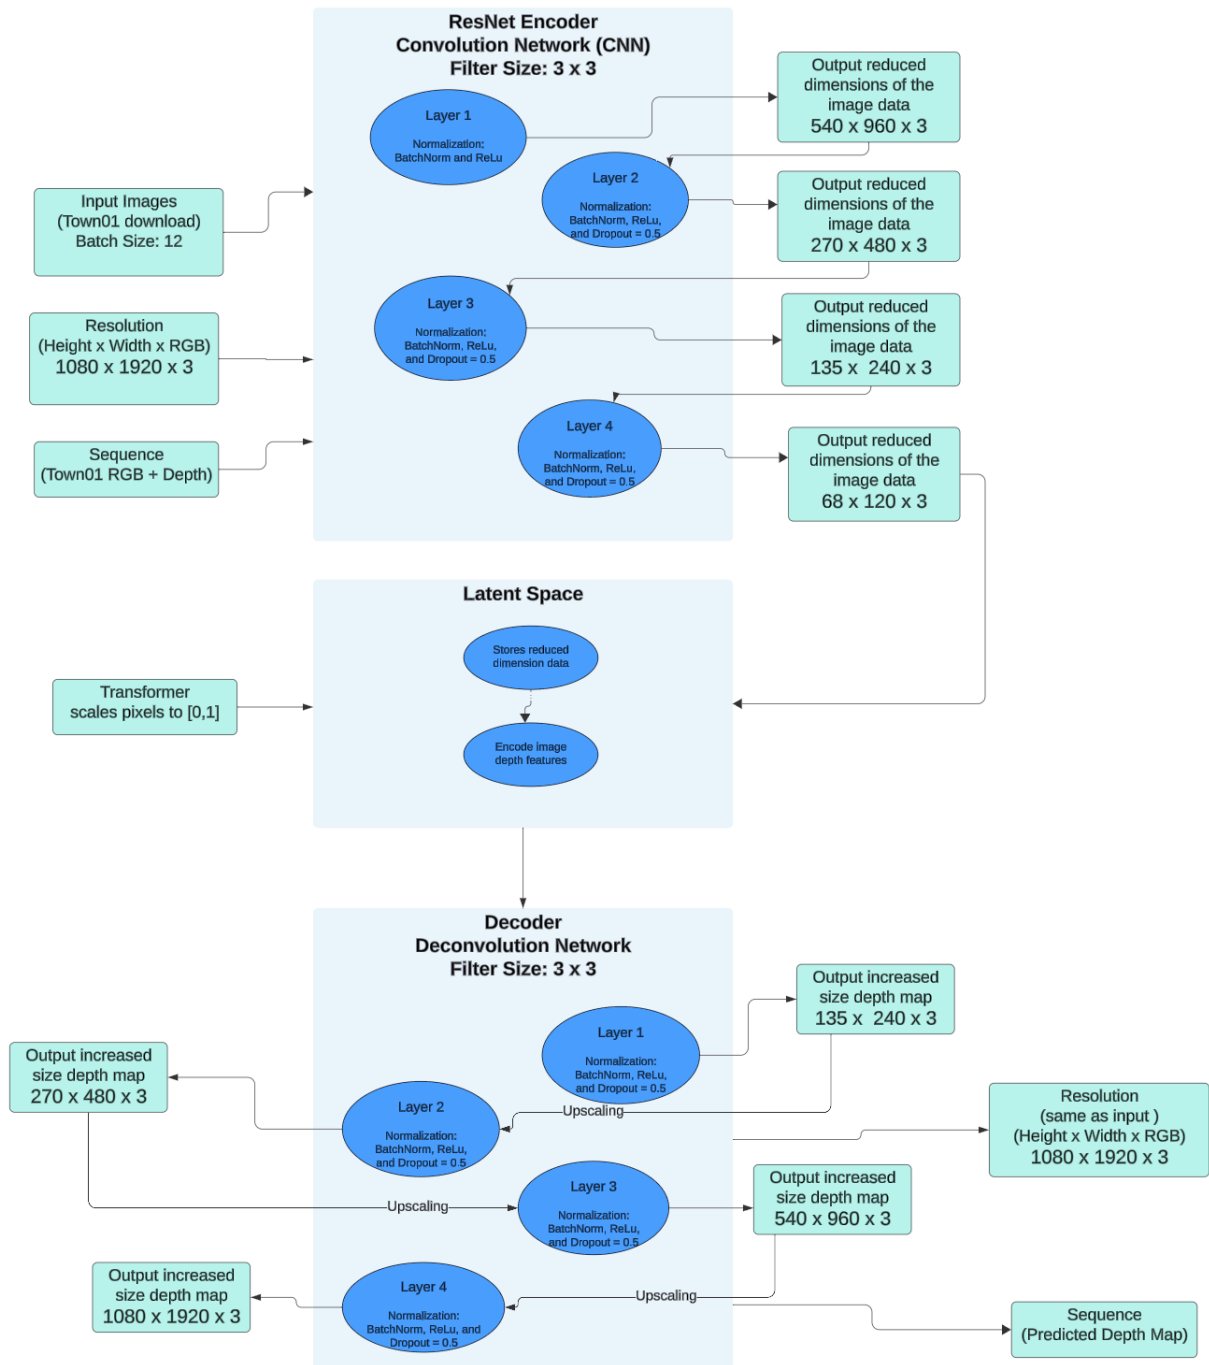 ResNet Encoder
Convolution Network (CNN)
Filter Size: 3 x 3
Layer 1
Normalization:
BatchNorm and ReLu
Output reduced
dimensions of the
image data
540 x 960 x 3
Layer 2
Normalization:
BatchNorm, ReLu,
and Dropout = 0.5
Output reduced
dimensions of the
image data
270 x 480 x 3
Input Images
(Town01 download)
Batch Size: 12
Layer 3
Normalization:
BatchNorm, ReLu,
and Dropout = 0.5
Output reduced
dimensions of the
image data
135 x  240 x 3
Resolution
(Height x Width x RGB)
1080 x 1920 x 3
Layer 4
Normalization:
BatchNorm, ReLu,
and Dropout = 0.5
Output reduced
dimensions of the
image data
68 x 120 x 3
Sequence
(Town01 RGB + Depth)
Latent Space
Stores reduced
dimension data
Transformer
scales pixels to [0,1]
Encode image
depth features
Decoder
Deconvolution Network
Filter Size: 3 x 3
Layer 1
Normalization:
BatchNorm, ReLu,
and Dropout = 0.5
Output increased
size depth map
135 x  240 x 3
Upscaling
Layer 2
Normalization:
BatchNorm, ReLu,
and Dropout = 0.5
Output increased
size depth map
270 x 480 x 3
Resolution
(same as input )
(Height x Width x RGB)
1080 x 1920 x 3
Upscaling
Layer 3
Normalization:
BatchNorm, ReLu,
and Dropout = 0.5
Output increased
size depth map
540 x 960 x 3
Upscaling
Layer 4
Normalization:
BatchNorm, ReLu, and
Dropout = 0.5
Output increased
size depth map
1080 x 1920 x 3
Sequence
(Predicted Depth Map)